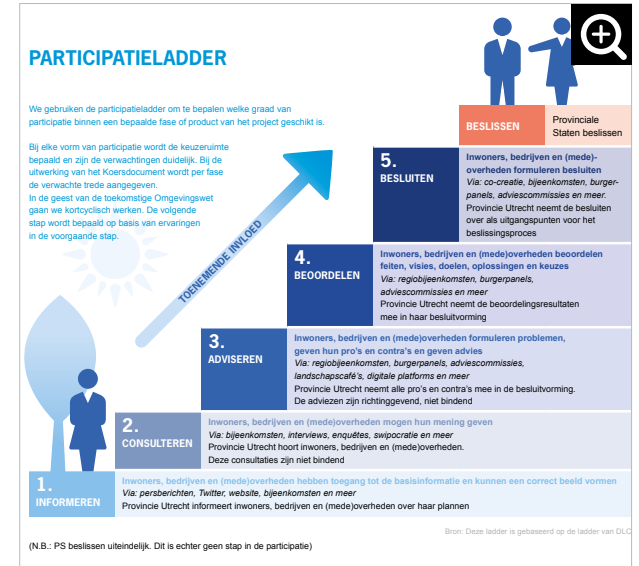 PARTICIPATIELADDER
We gebruiken de participatieladder om te bepalen welke graad van
participatie binnen een bepaalde fase of product van het project geschikt is.
Bij elke vorm van participatie wordt de keuzeruimte
bepaald en zijn de verwachtingen duidelijk. Bij de
uitwerking van het Koersdocument wordt per fase
de verwachte trede aangegeven.
In de geest van de toekomstige Omgevingswet
gaan we kortcyclisch werken. De volgende
stap wordt bepaald op basis van ervaringen
in de voorgaande stap.
TOENEMENDE INVLOED
BESLISSEN
Provinciale
Staten beslissen
5.
BESLUITEN
Inwoners, bedrijven en (mede)-
overheden formuleren besluiten
Via: co-creatie, bijeenkomsten, burger-
panels, adviescommissies en meer.
Provincie Utrecht neemt de besluiten
over als uitgangspunten voor het
beslissingsproces
4.
BEOORDELEN
Inwoners, bedrijven en (mede)overheden beoordelen
feiten, visies, doelen, oplossingen en keuzes
Via: regiobijeenkomsten, burgerpanels,
adviescommissies en meer
Provincie Utrecht neemt de beoordelingsresultaten
mee in haar besluitvorming
3.
ADVISEREN
Inwoners, bedrijven en (mede)overheden formuleren problemen,
geven hun pro's en contra's en geven advies
Via: regiobijeenkomsten, burgerpanels, adviescommissies,
landschapscafé's, digitale platforms en meer
Provincie Utrecht neemt alle pro's en contra's mee in de besluitvorming.
De adviezen zijn richtinggevend, niet bindend
2.
CONSULTEREN
Inwoners, bedrijven en (mede)overheden mogen hun mening geven
Via: bijeenkomsten, interviews, enquêtes, swipocratie en meer
Provincie Utrecht hoort inwoners, bedrijven en (mede)overheden.
Deze consultaties zijn niet bindend
1.
INFORMEREN
Inwoners, bedrijven en (mede)overheden hebben toegang tot de basisinformatie en kunnen een correct beeld vormen
Via: persberichten, Twitter, website, bijeenkomsten en meer
Provincie Utrecht informeert inwoners, bedrijven en (mede)overheden over haar plannen
Bron: Deze ladder is gebaseerd op de ladder van DLC
(N.B.: PS beslissen uiteindelijk. Dit is echter geen stap in de participatie)